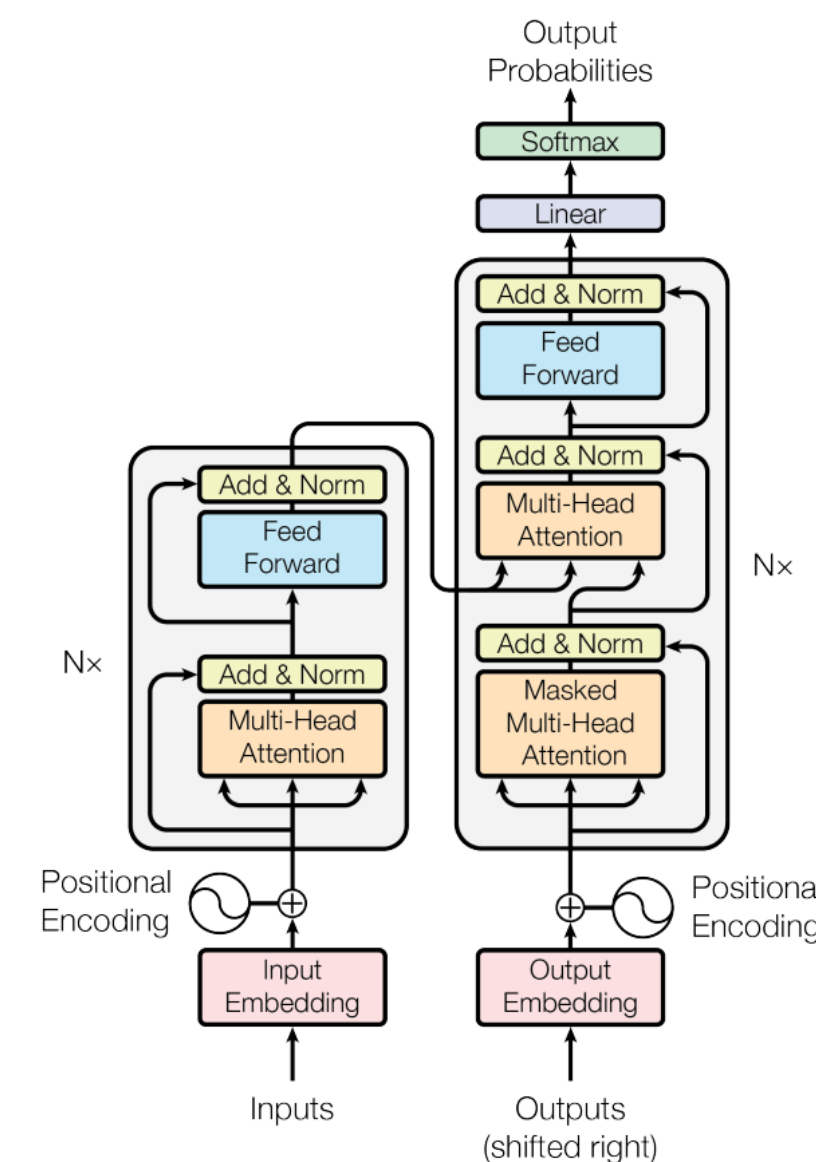 Output
Probabilities
Softmax
Linear
Add & Norm
Feed
Forward
Add & Norm
Multi-Head
Attention
Nx
Add & Norm
Masked
Multi-Head
Attention
Add & Norm
Feed
Forward
Nx
Add & Norm
Multi-Head
Attention
Positional
Encoding
Positiona
Encoding
Input
Embedding
Output
Embedding
Inputs
Outputs
(shifted right)